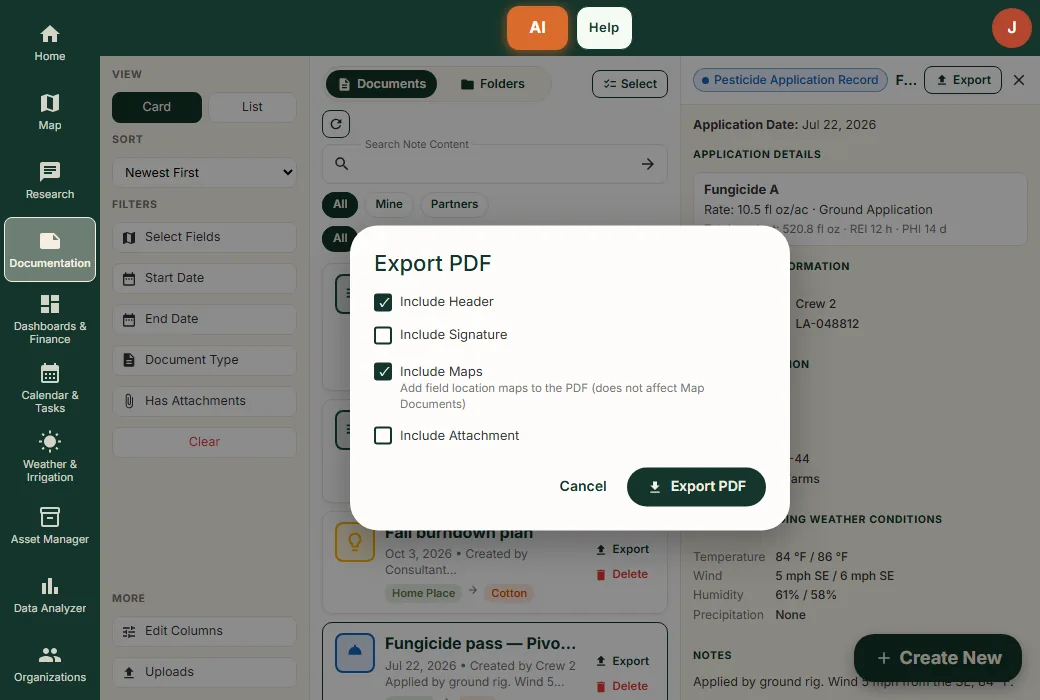 AI
Help
J
Home
Map
Research
Documentation
Dashboards &
Finance
Calendar &
Tasks
Weather &
Irrigation
Asset Manager
Data Analyzer
Organizations
VIEW
Card
List
SORT
Newest First
FILTERS
Select Fields
Start Date
End Date
Document Type
Has Attachments
Clear
MORE
Edit Columns
Uploads
Documents
Folders
Select
Search Note Content
All
Mine
Partners
All
Fall burndown plan
Oct 3, 2026 • Created by
Consultant...
Home Place
Cotton
Export
Delete
Fungicide pass — Pivo...
Jul 22, 2026 • Created by Crew 2
Applied by ground rig. Wind 5...
Export
Delete
Pesticide Application Record
F...
Export
Application Date: Jul 22, 2026
APPLICATION DETAILS
Fungicide A
Rate: 10.5 fl oz/ac · Ground Application
520.8 fl oz · REI 12 h · PHI 14 d
ORMATION
Crew 2
LA-048812
ION
-44
arms
ING WEATHER CONDITIONS
Temperature 84 °F / 86 °F
Wind 5 mph SE / 6 mph SE
Humidity 61% / 58%
Precipitation None
NOTES
Applied by ground rig. Wind 5 mph from the SE, 84 °F.
+ Create New
Export PDF
Include Header
Include Signature
Include Maps
Add field location maps to the PDF (does not affect Map
Documents)
Include Attachment
Cancel
Export PDF